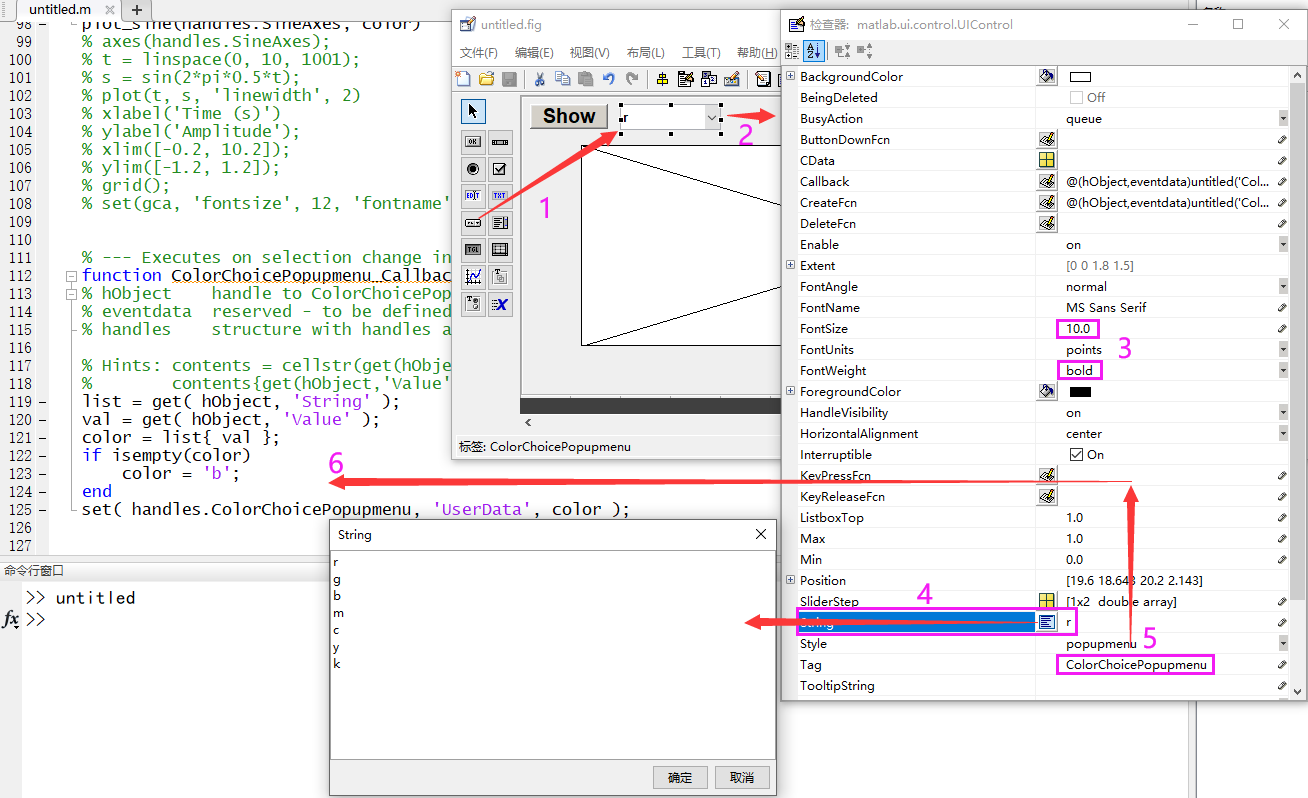 untitled.m
98 plot_sine(handles.SineAxes, color)
99 % axes(handles.SineAxes);
100 % t = linspace(0, 10, 1001);
101 % s = sin(2*pi*0.5*t);
102 % plot(t, s, 'linewidth', 2)
103 % xlabel('Time (s)')
104 % ylabel('Amplitude');
105 % xlim([-0.2, 10.2]);
106 % ylim([-1.2, 1.2]);
107 % grid();
108 % set(gca, 'fontsize', 12, 'fontname'
109
110
111 % --- Executes on selection change in
112 function ColorChoicePopupmenu_Callbac
113 % hObject    handle to ColorChoicePop
114 % eventdata  reserved - to be defined
115 % handles    structure with handles a
116
117 % Hints: contents = cellstr(get(hObje
118 %        contents{get(hObject,'Value'
119 list = get( hObject, 'String' );
120 val = get( hObject, 'Value' );
121 color = list{ val };
122 if isempty(color)
123 color = 'b';
124 end
125 set( handles.ColorChoicePopupmenu, 'UserData', color );
126
127
命令行窗口
>> untitled
fx >>
untitled.fig
文件(F) 编辑(E) 视图(V) 布局(L) 工具(T) 帮助(H)
Show
r
OK
EDIT
TXT
TGL
X
1
2
标签: ColorChoicePopupmenu
检查器: matlab.ui.control.UIControl
BackgroundColor
BeingDeleted Off
BusyAction queue
ButtonDownFcn
CData
Callback @(hObject,eventdata)untitled('Col...
CreateFcn @(hObject,eventdata)untitled('Col...
DeleteFcn
Enable on
Extent [0 0 1.8 1.5]
FontAngle normal
FontName MS Sans Serif
FontSize 10.0
FontUnits points
3
FontWeight bold
ForegroundColor
HandleVisibility on
HorizontalAlignment center
Interruptible On
KeyPressFcn
KeyReleaseFcn
ListboxTop 1.0
Max 1.0
Min 0.0
Position [19.6 18.643 20.2 2.143]
SliderStep [1x2 double array]
4
String r
Style popupmenu
5
Tag ColorChoicePopupmenu
TooltipString
6
String
r
g
b
m
c
y
k
确定 取消